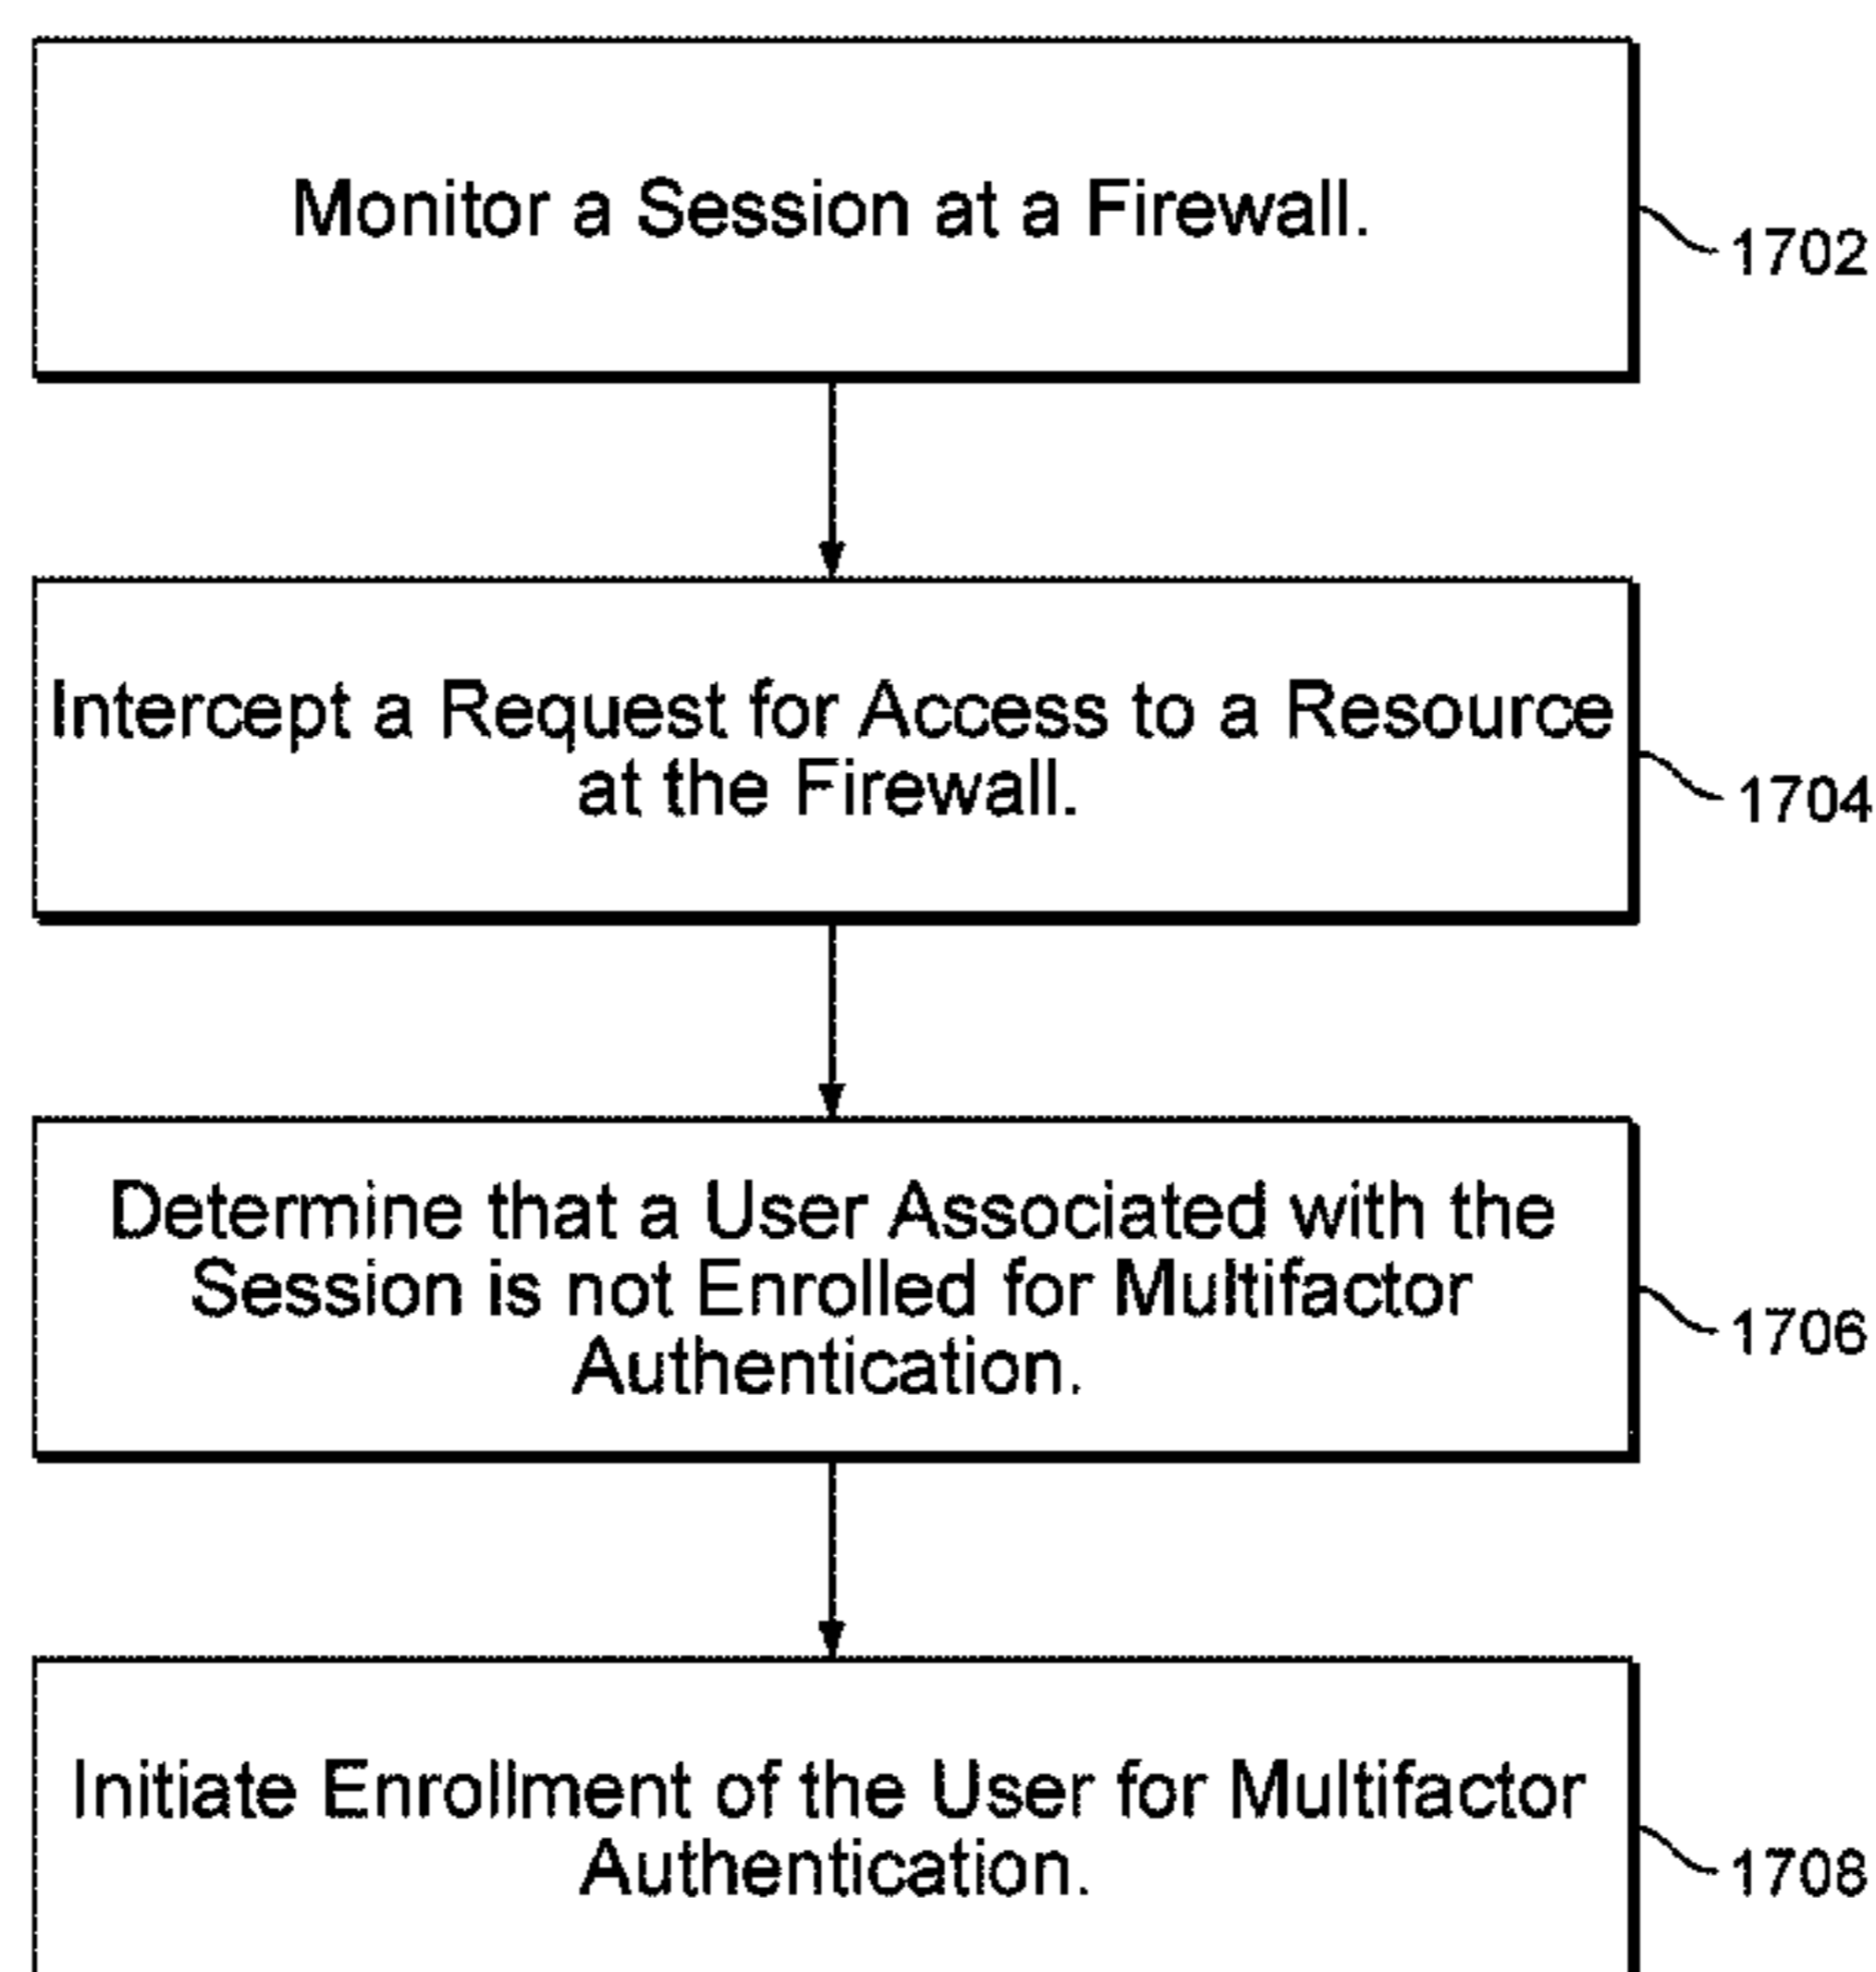 Monitor a Session at a Firewall.
1702
Intercept a Request for Access to a Resource
at the Firewall.
1704
Determine that a User Associated with the
Session is not Enrolled for Multifactor
Authentication.
1706
Initiate Enrollment of the User for Multifactor
Authentication.
1708